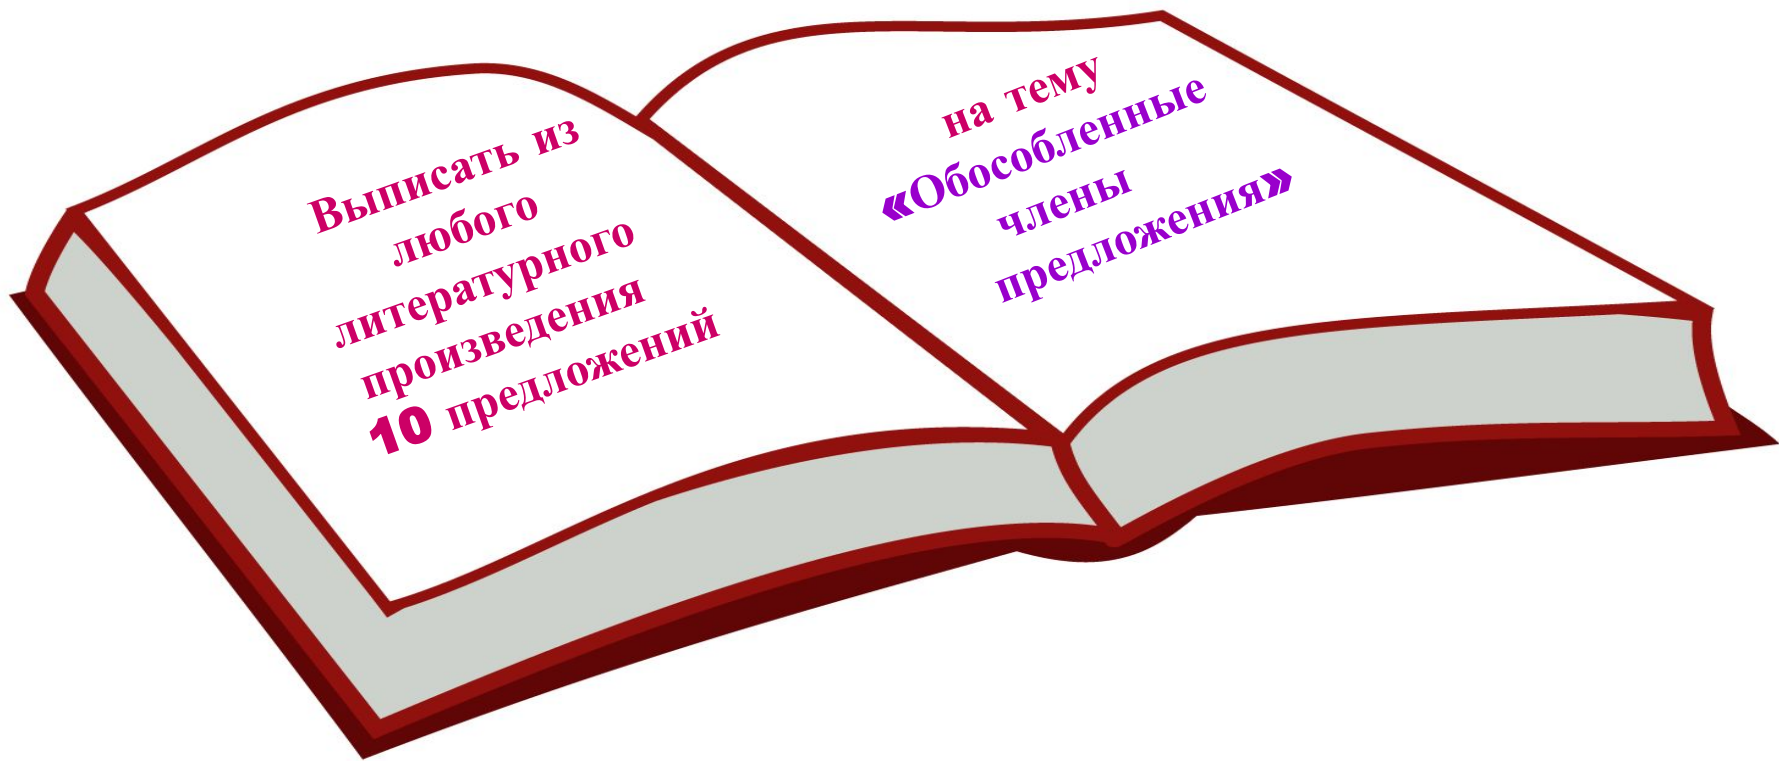 Выписать из
любого
литературного
произведения
10 предложений
на тему
«Обособленные
члены
предложения»